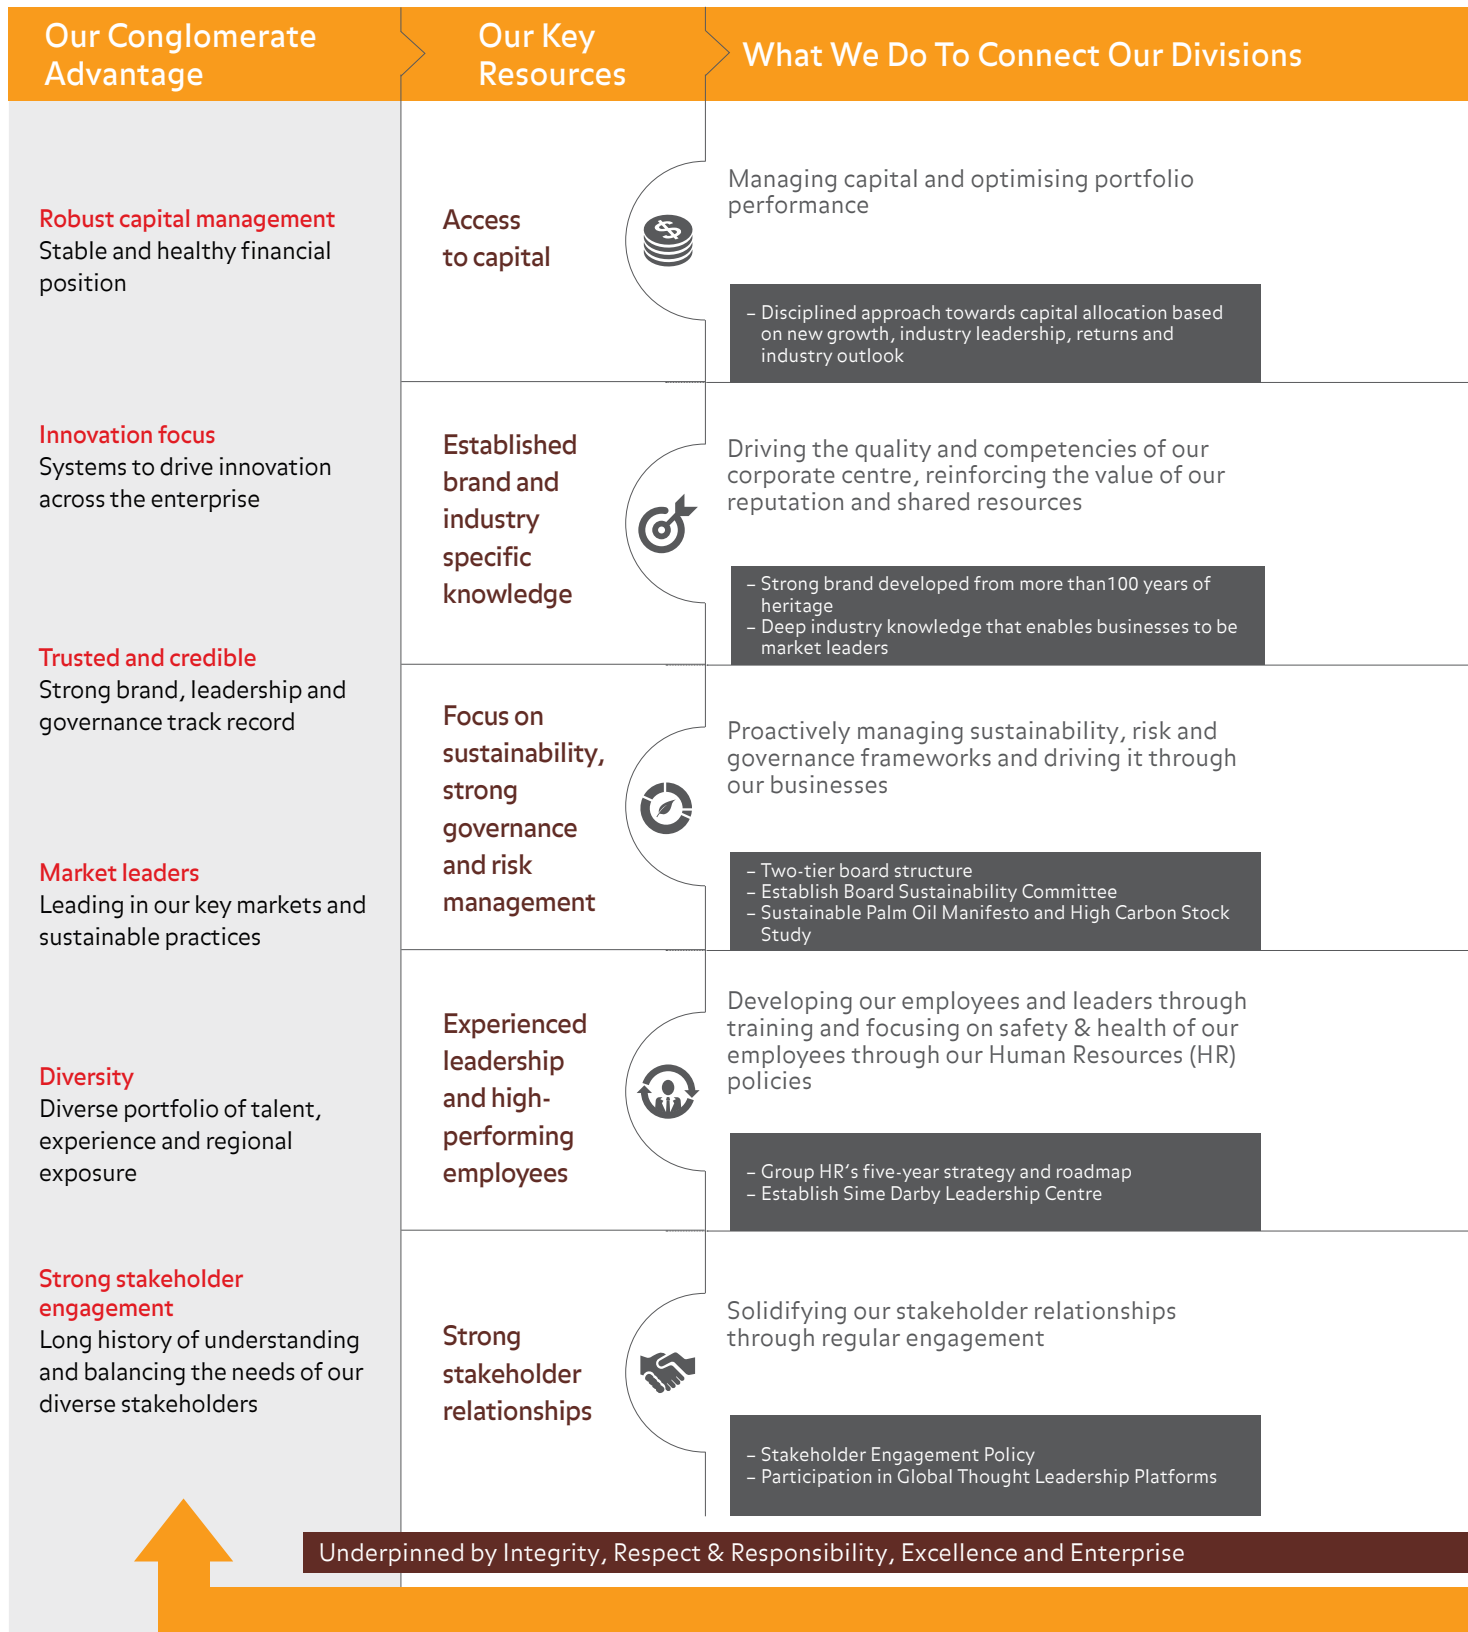 Our Conglomerate
Advantage
Our Key
Resources
What We Do To Connect Our Divisions
Robust capital management
Stable and healthy financial
position
Innovation focus
Systems to drive innovation
across the enterprise
Trusted and credible
Strong brand, leadership and
governance track record
Market leaders
Leading in our key markets and
sustainable practices
Diversity
Diverse portfolio of talent,
experience and regional
exposure
Strong stakeholder
engagement
Long history of understanding
and balancing the needs of our
diverse stakeholders
Access
to capital
$
Managing capital and optimising portfolio
performance
– Disciplined approach towards capital allocation based
on new growth, industry leadership, returns and
industry outlook
Established
brand and
industry
specific
knowledge
Driving the quality and competencies of our
corporate centre, reinforcing the value of our
reputation and shared resources
– Strong brand developed from more than100 years of
heritage
– Deep industry knowledge that enables businesses to be
market leaders
Focus on
sustainability,
strong
governance
and risk
management
Proactively managing sustainability, risk and
governance frameworks and driving it through
our businesses
– Two-tier board structure
– Establish Board Sustainability Committee
– Sustainable Palm Oil Manifesto and High Carbon Stock
Study
Experienced
leadership
and high-
performing
employees
Developing our employees and leaders through
training and focusing on safety & health of our
employees through our Human Resources (HR)
policies
– Group HR‘s five-year strategy and roadmap
– Establish Sime Darby Leadership Centre
Strong
stakeholder
relationships
Solidifying our stakeholder relationships
through regular engagement
– Stakeholder Engagement Policy
– Participation in Global Thought Leadership Platforms
Underpinned by Integrity, Respect & Responsibility, Excellence and Enterprise